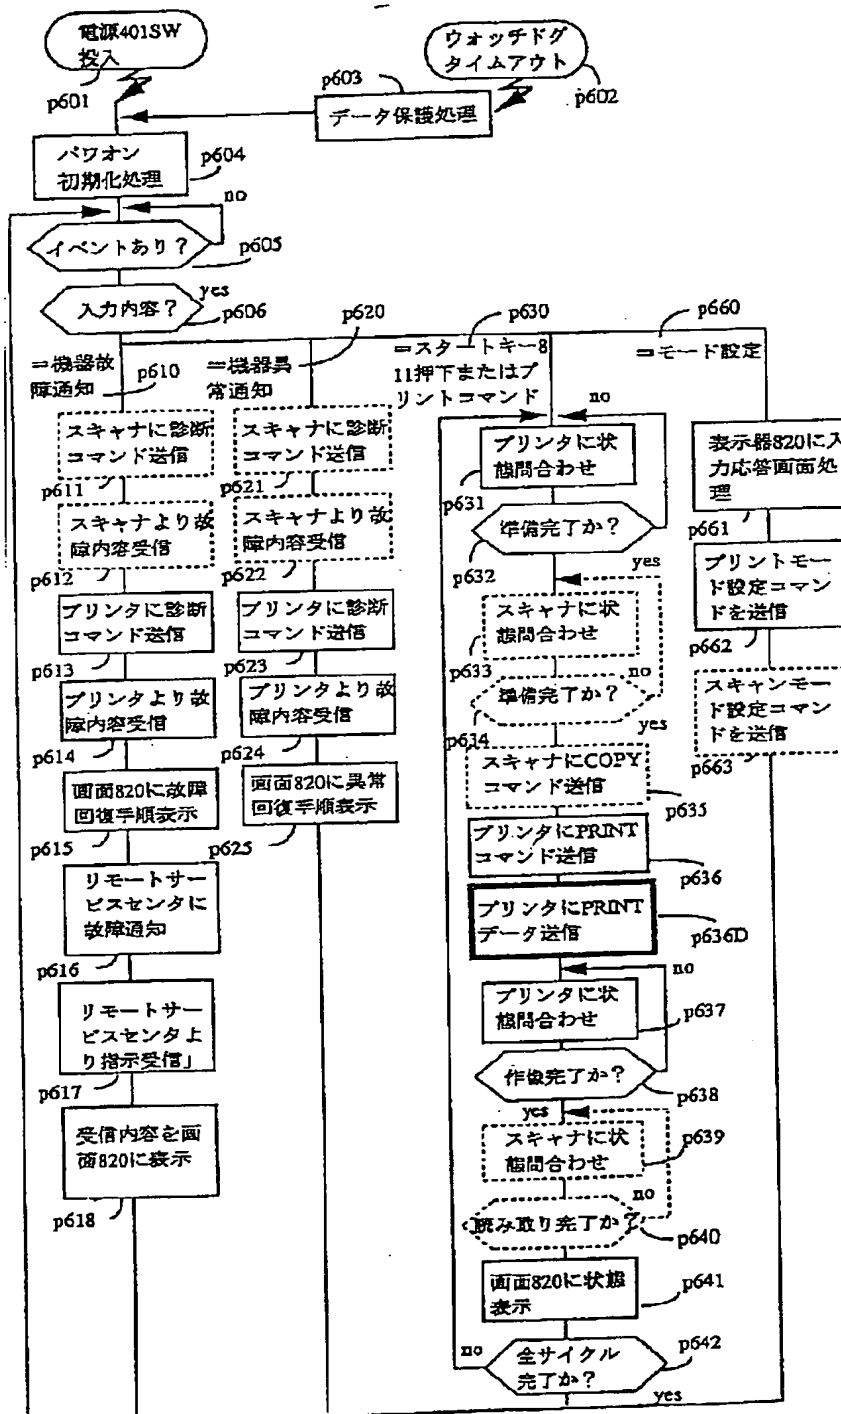 電源401SW
投入
p601
ウォッチドグ
タイムアウト
p602
p603
データ保護処理
パワオン
初期化処理
p604
no
イベントあり?
p605
yes
入力内容?
p606
=機器故
障通知
p610
スキャナに診断
コマンド送信
p611
スキャナより故
障内容受信
p612
プリンタに診断
コマンド送信
p613
プリンタより故
障内容受信
p614
画面820に故障
回復手順表示
p615
リモートサー
ビスセンタに
故障通知
p616
リモートサー
ビスセンタよ
り指示受信」
p617
受信内容を画
面820に表示
p618
p620
=機器異
常通知
スキャナに診断
コマンド送信
p621
スキャナより故
障内容受信
p622
プリンタに診断
コマンド送信
p623
プリンタより故
障内容受信
p624
画面820に異常
回復手順表示
p625
p630
=スタートキー8
11押下またはプ
リントコマンド
no
プリンタに状
態問合わせ
p631
準備完了か?
p632
yes
スキャナに状
態問合わせ
p633
no
準備完了か?
p634
yes
スキャナにCOPY
コマンド送信
p635
プリンタにPRINT
コマンド送信
p636
プリンタにPRINT
データ送信
p636D
no
プリンタに状
態問合わせ
p637
作像完了か?
p638
yes
スキャナに状
態問合わせ
p639
no
読み取り完了か?
p640
画面820に状態
表示
p641
no
全サイクル
完了か?
p642
yes
p660
=モード設定
表示器820に入
力応答画面処
理
p661
プリントモー
ド設定コマン
ドを送信
p662
スキャンモー
ド設定コマン
ドを送信
p663